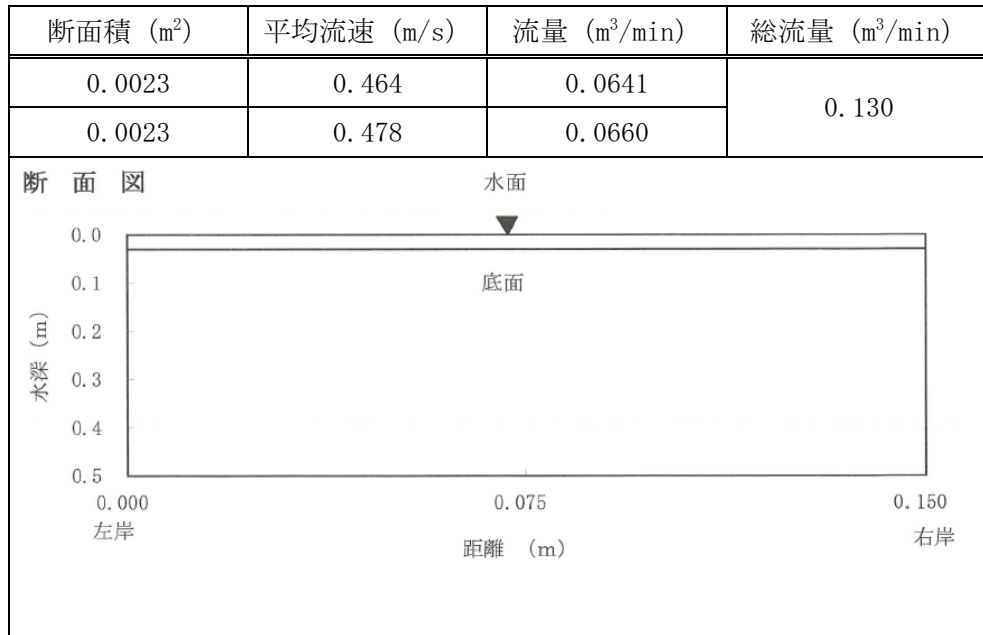 断面積 (m²) 平均流速 (m/s) 流量 (m³/min) 総流量 (m³/min)
0.0023 0.464 0.0641 0.130
0.0023 0.478 0.0660
断 面 図
水面
0.0
底面
0.1
0.2
0.3
0.4
0.5
水深 (m)
0.000 0.075 0.150
左岸 右岸
距離 (m)